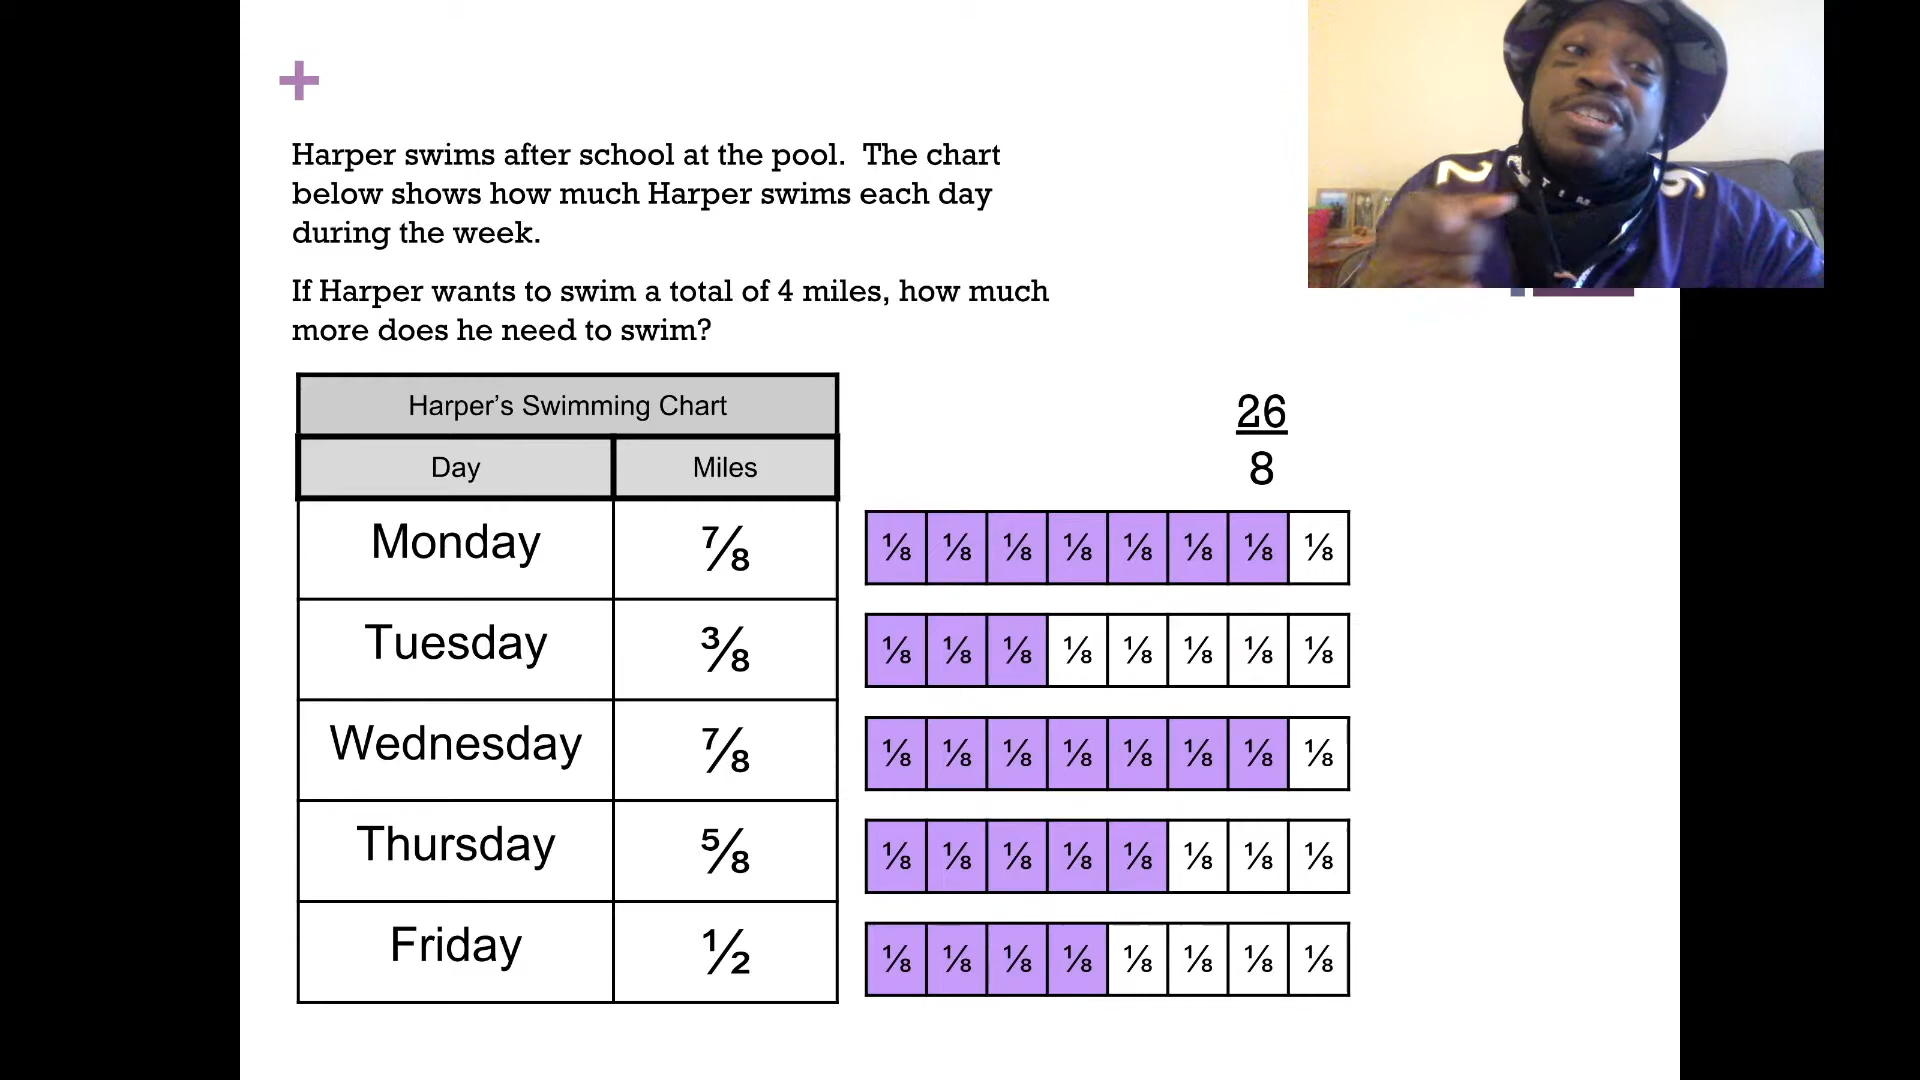 Harper swims after school at the pool. The chart
below shows how much Harper swims each day
during the week.
If Harper wants to swim a total of 4 miles, how much
more does he need to swim?
Harper's Swimming Chart
Day Miles
Monday ⅞
Tuesday ⅜
Wednesday ⅞
Thursday ⅝
Friday ½
26
8
⅛ ⅛ ⅛ ⅛ ⅛ ⅛ ⅛ ⅛
⅛ ⅛ ⅛ ⅛ ⅛ ⅛ ⅛ ⅛
⅛ ⅛ ⅛ ⅛ ⅛ ⅛ ⅛ ⅛
⅛ ⅛ ⅛ ⅛ ⅛ ⅛ ⅛ ⅛
⅛ ⅛ ⅛ ⅛ ⅛ ⅛ ⅛ ⅛